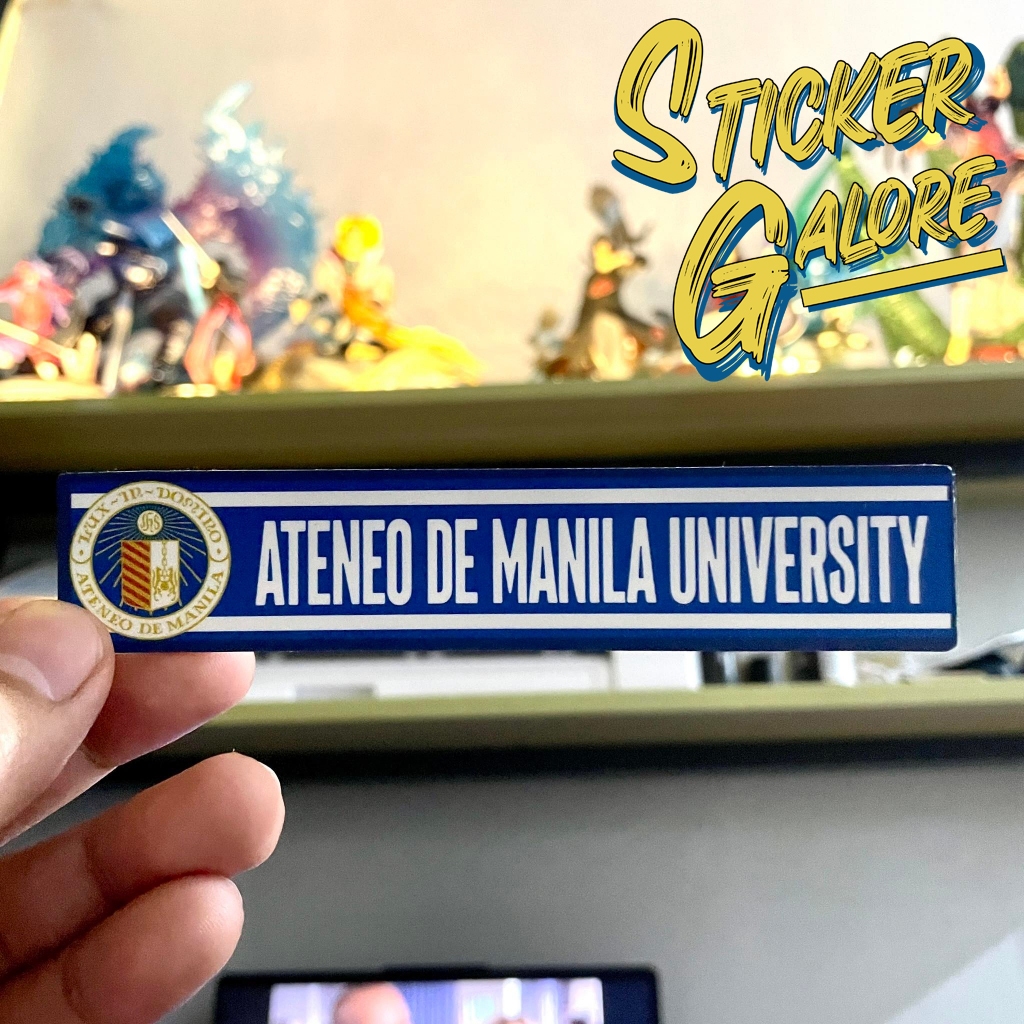 STICKER
GALORE
LUX ~ IN ~ DOMINO
IHS
ATENEO DE MANILA
ATENEO DE MANILA UNIVERSITY